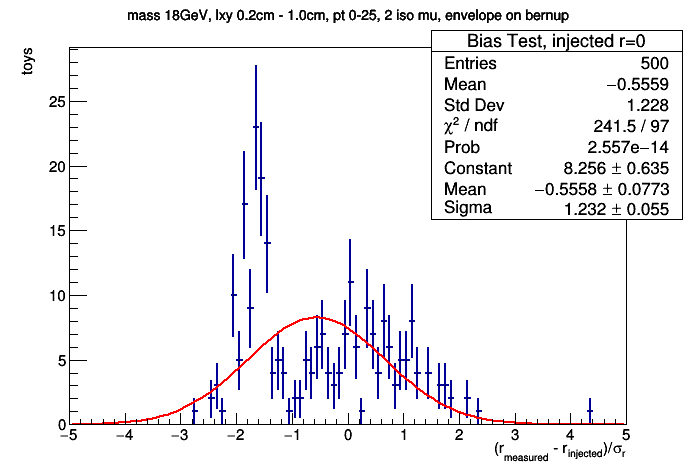 mass 18GeV, lxy 0.2cm - 1.0cm, pt 0-25, 2 iso mu, envelope on bernup
Bias Test, injected r=0
Entries 500
Mean −0.5559
Std Dev 1.228
χ² / ndf 241.5 / 97
Prob 2.557e−14
Constant 8.256 ± 0.635
Mean −0.5558 ± 0.0773
Sigma 1.232 ± 0.055
toys
25
20
15
10
5
0
−5 −4 −3 −2 −1 0 1 2 3 4 5
(r_measured - r_injected)/σ_r